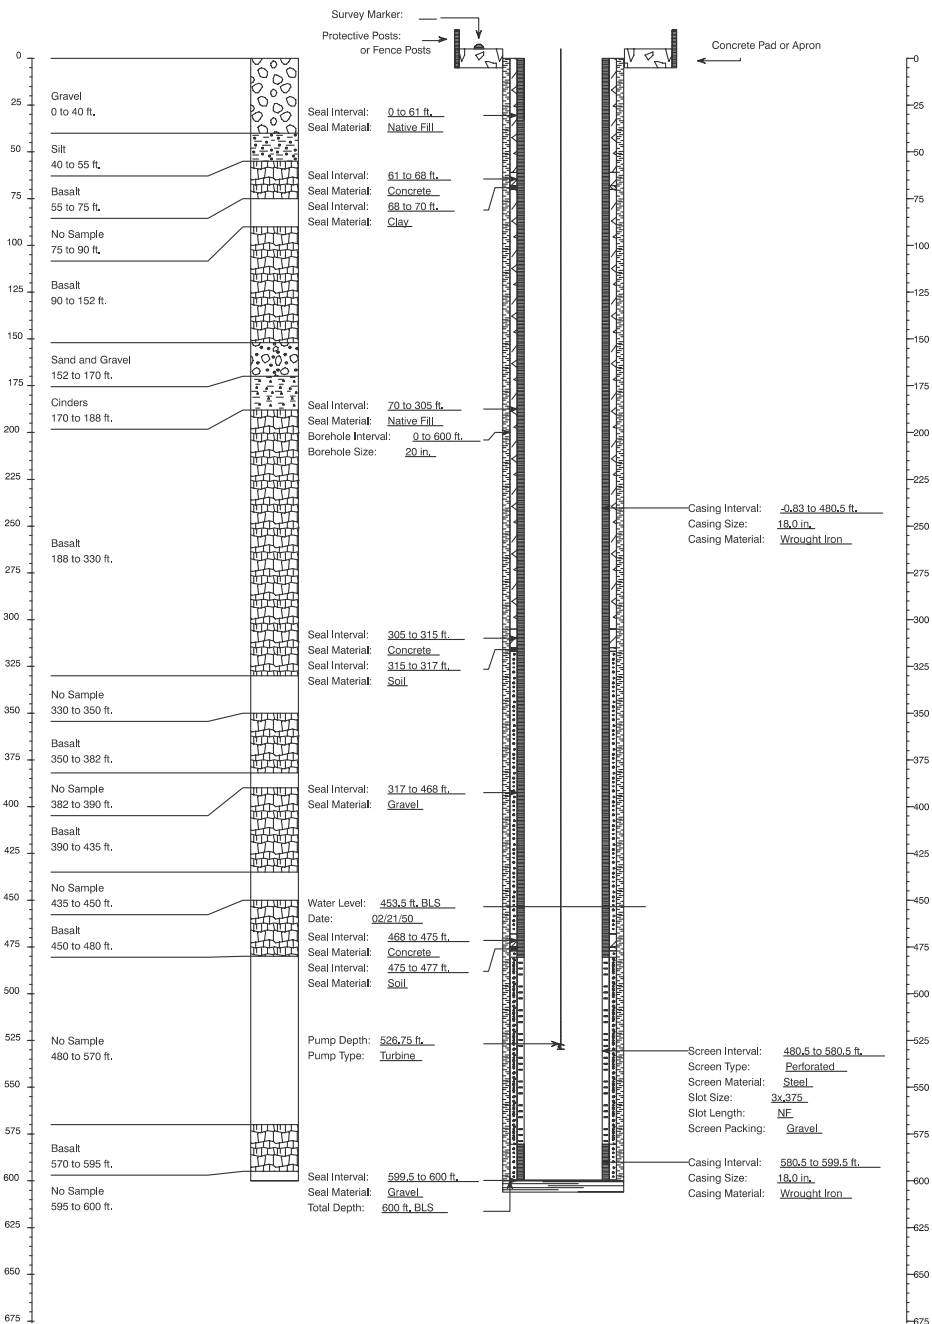 Survey Marker:
Protective Posts:
or Fence Posts
Concrete Pad or Apron
0
25
50
75
100
125
150
175
200
225
250
275
300
325
350
375
400
425
450
475
500
525
550
575
600
625
650
675
Gravel
0 to 40 ft.
Silt
40 to 55 ft.
Basalt
55 to 75 ft.
No Sample
75 to 90 ft.
Basalt
90 to 152 ft.
Sand and Gravel
152 to 170 ft.
Cinders
170 to 188 ft.
Basalt
188 to 330 ft.
No Sample
330 to 350 ft.
Basalt
350 to 382 ft.
No Sample
382 to 390 ft.
Basalt
390 to 435 ft.
No Sample
435 to 450 ft.
Basalt
450 to 480 ft.
No Sample
480 to 570 ft.
Basalt
570 to 595 ft.
No Sample
595 to 600 ft.
Seal Interval: 0 to 61 ft.
Seal Material: Native Fill
Seal Interval: 61 to 68 ft.
Seal Material: Concrete
Seal Interval: 68 to 70 ft.
Seal Material: Clay
Seal Interval: 70 to 305 ft.
Seal Material: Native Fill
Borehole Interval: 0 to 600 ft.
Borehole Size: 20 in.
Seal Interval: 305 to 315 ft.
Seal Material: Concrete
Seal Interval: 315 to 317 ft.
Seal Material: Soil
Seal Interval: 317 to 468 ft.
Seal Material: Gravel
Water Level: 453.5 ft. BLS
Date: 02/21/50
Seal Interval: 468 to 475 ft.
Seal Material: Concrete
Seal Interval: 475 to 477 ft.
Seal Material: Soil
Pump Depth: 526.75 ft.
Pump Type: Turbine
Seal Interval: 599.5 to 600 ft.
Seal Material: Gravel
Total Depth: 600 ft. BLS
Casing Interval: -0.83 to 480.5 ft.
Casing Size: 18.0 in.
Casing Material: Wrought Iron
Screen Interval: 480.5 to 580.5 ft.
Screen Type: Perforated
Screen Material: Steel
Slot Size: 3x.375
Slot Length: NF
Screen Packing: Gravel
Casing Interval: 580.5 to 599.5 ft.
Casing Size: 18.0 in.
Casing Material: Wrought Iron
0
25
50
75
100
125
150
175
200
225
250
275
300
325
350
375
400
425
450
475
500
525
550
575
600
625
650
675